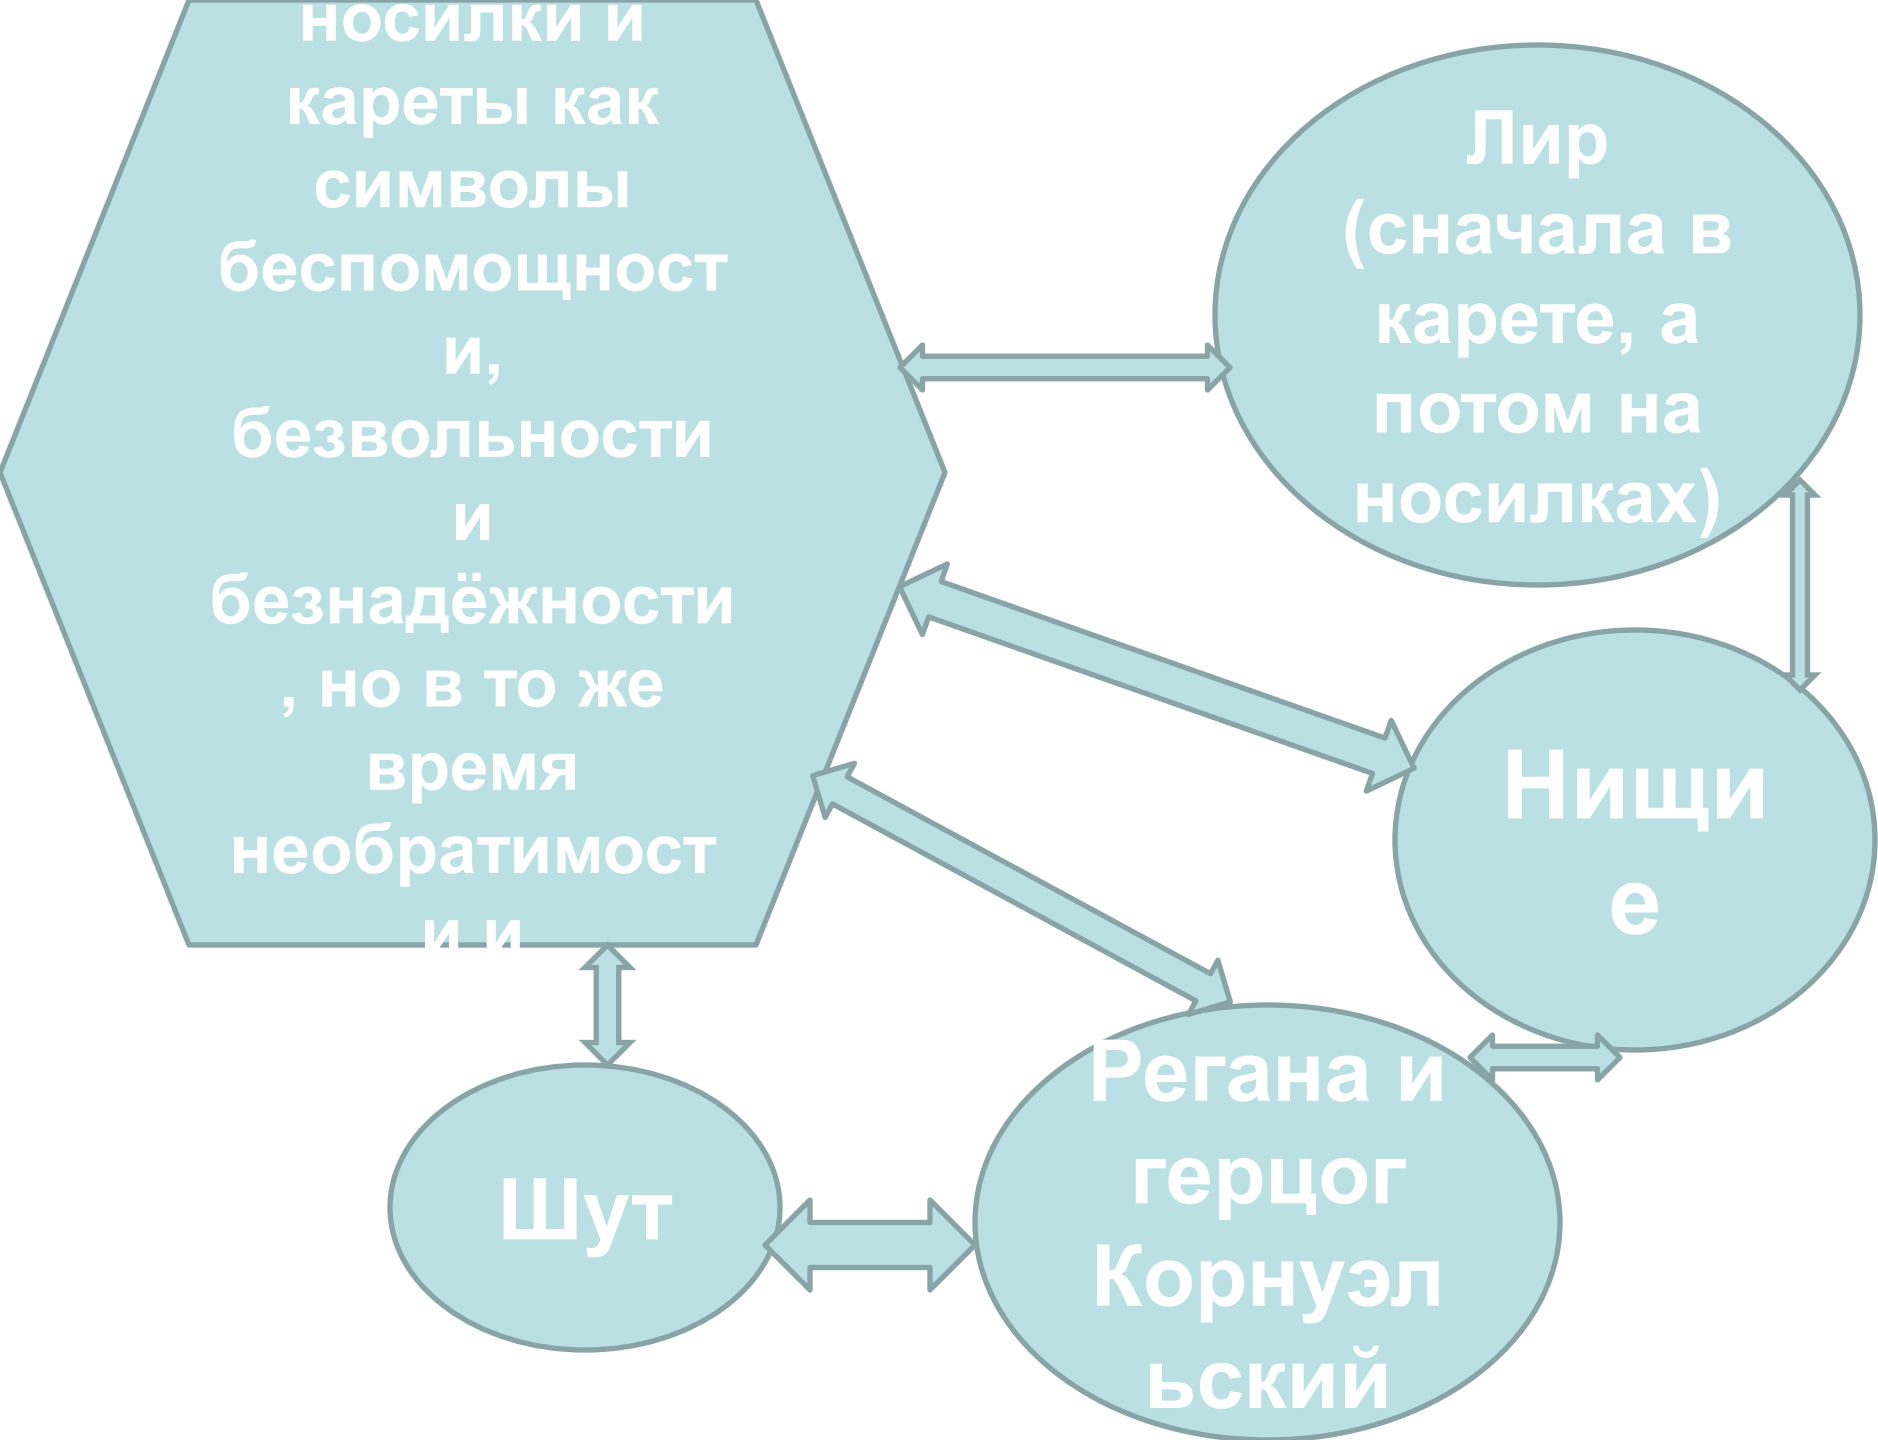 носилки и
кареты как
символы
беспомощност
и,
безвольности
и
безнадёжности
, но в то же
время
необратимост
и и
Лир
(сначала в
карете, а
потом на
носилках)
Нищи
е
Регана и
герцог
Корнуэл
ьский
Шут